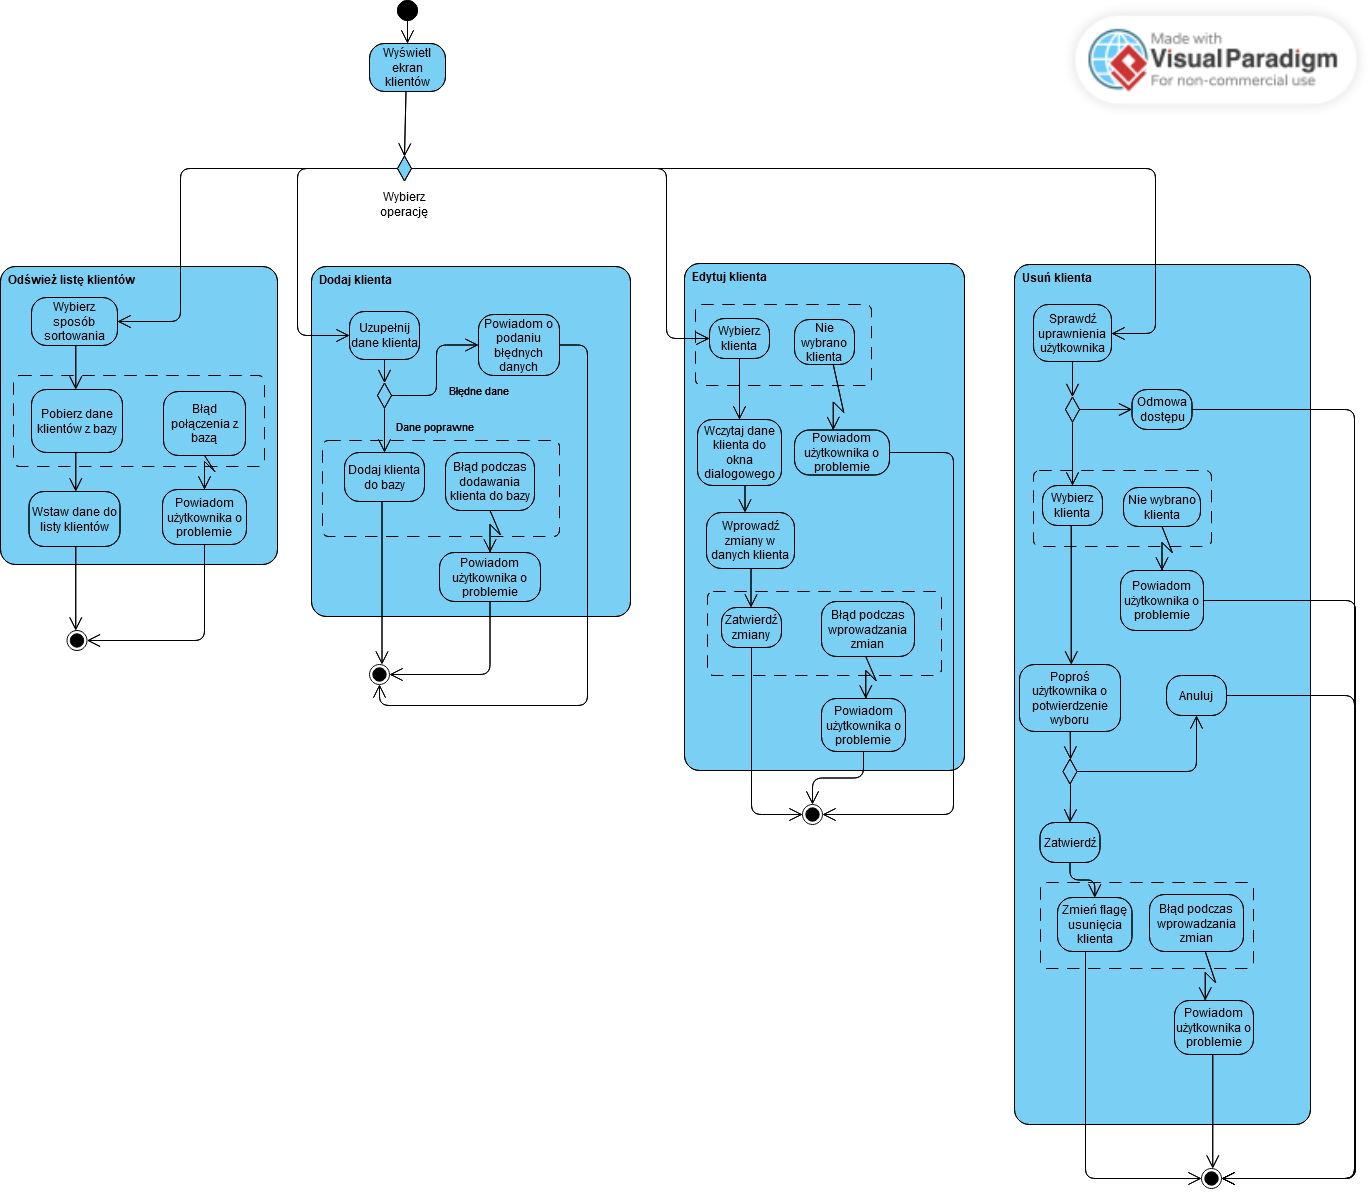 Made with
Visual Paradigm
For non-commercial use
Wyświetl
ekran
klientów
Wybierz
operację
Odśwież listę klientów
Wybierz
sposób
sortowania
Pobierz dane
klientów z bazy
Błąd
połączenia z
bazą
Wstaw dane do
listy klientów
Powiadom
użytkownika o
problemie
Dodaj klienta
Uzupełnij
dane klienta
Powiadom o
podaniu
błędnych
danych
Błędne dane
Dane poprawne
Dodaj klienta
do bazy
Błąd podczas
dodawania
klienta do bazy
Powiadom
użytkownika o
problemie
Edytuj klienta
Wybierz
klienta
Nie
wybrano
klienta
Wczytaj dane
klienta do
okna
dialogowego
Powiadom
użytkownika o
problemie
Wprowadź
zmiany w
danych klienta
Zatwierdź
zmiany
Błąd podczas
wprowadzania
zmian
Powiadom
użytkownika o
problemie
Usuń klienta
Sprawdź
uprawnienia
użytkownika
Odmowa
dostępu
Wybierz
klienta
Nie wybrano
klienta
Powiadom
użytkownika o
problemie
Poproś
użytkownika o
potwierdzenie
wyboru
Anuluj
Zatwierdź
Zmień flagę
usunięcia
klienta
Błąd podczas
wprowadzania
zmian
Powiadom
użytkownika o
problemie